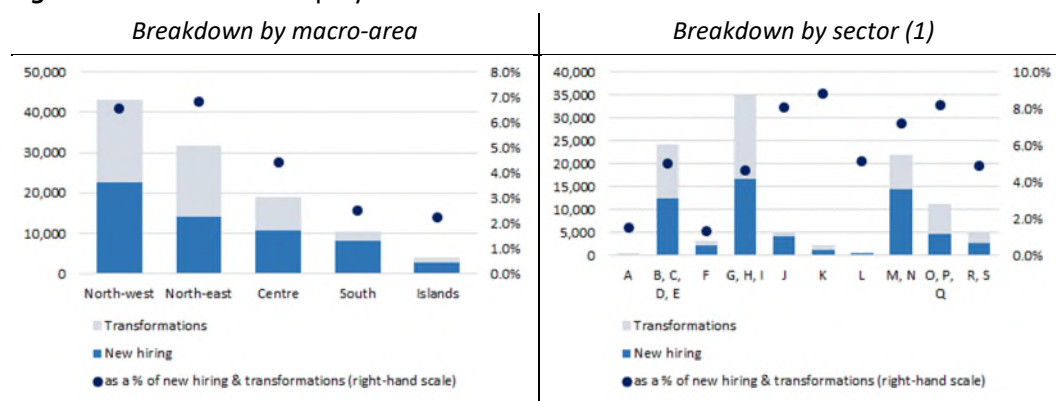 Breakdown by macro-area
50,000
40,000
30,000
20,000
10,000
0
8.0%
7.0%
6.0%
5.0%
4.0%
3.0%
2.0%
1.0%
0.0%
North-west North-east Centre South Islands
Transformations
New hiring
as a % of new hiring & transformations (right-hand scale)
Breakdown by sector (1)
40,000
35,000
30,000
25,000
20,000
15,000
10,000
5,000
0
10.0%
8.0%
6.0%
4.0%
2.0%
0.0%
A B, C, F G, H, I J K L M, N O, P, R, S
D, E Q
Transformations
New hiring
as a % of new hiring & transformations (right-hand scale)